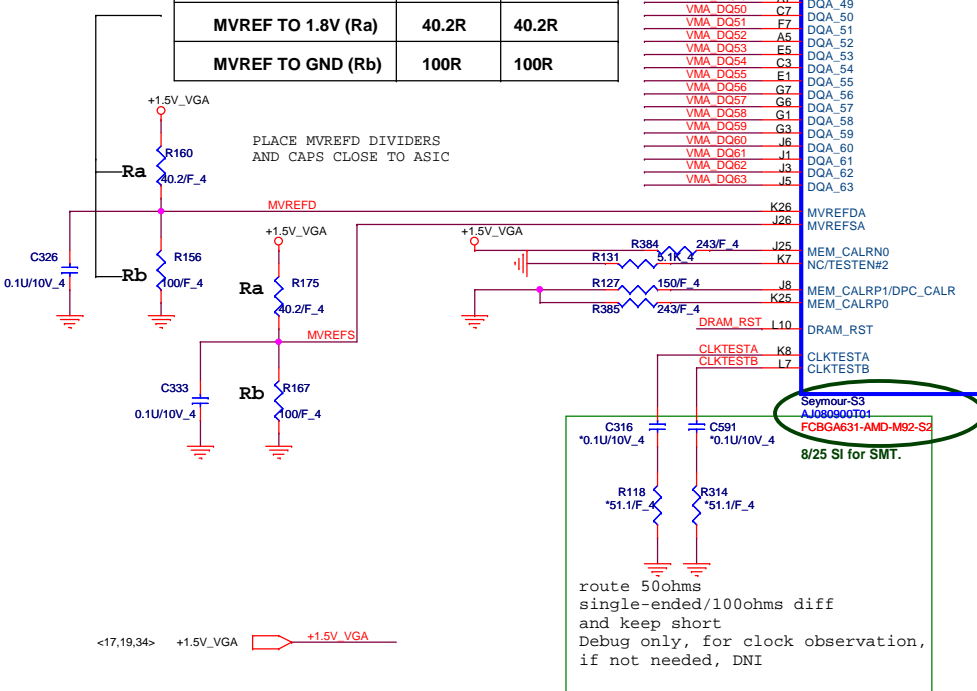 MVREF TO 1.8V (Ra) 40.2R 40.2R
MVREF TO GND (Rb) 100R 100R
DQA_49
VMA_DQ50 C7 DQA_50
VMA_DQ51 F7 DQA_51
VMA_DQ52 A5 DQA_52
VMA_DQ53 E5 DQA_53
VMA_DQ54 C3 DQA_54
VMA_DQ55 E1 DQA_55
VMA_DQ56 G7 DQA_56
VMA_DQ57 G6 DQA_57
VMA_DQ58 G1 DQA_58
VMA_DQ59 G3 DQA_59
VMA_DQ60 J6 DQA_60
VMA_DQ61 J1 DQA_61
VMA_DQ62 J3 DQA_62
VMA_DQ63 J5 DQA_63
+1.5V_VGA
PLACE MVREFD DIVIDERS
AND CAPS CLOSE TO ASIC
Ra
R160
40.2/F_4
MVREFD
K26 MVREFDA
J26 MVREFSA
C326
0.1U/10V_4
Rb
R156
100/F_4
+1.5V_VGA
Ra
R175
40.2/F_4
MVREFS
C333
0.1U/10V_4
Rb
R167
100/F_4
+1.5V_VGA
R384 243/F_4 J25 MEM_CALRN0
R131 5.1K_4 K7 NC/TESTEN#2
R127 150/F_4 J8 MEM_CALRP1/DPC_CALR
R385 243/F_4 K25 MEM_CALRP0
DRAM_RST L10 DRAM_RST
CLKTESTA K8 CLKTESTA
CLKTESTB L7 CLKTESTB
Seymour-S3
AJ080900T01
FCBGA631-AMD-M92-S2
8/25 SI for SMT.
C316
*0.1U/10V_4
C591
*0.1U/10V_4
R118
*51.1/F_4
R314
*51.1/F_4
route 50ohms
single-ended/100ohms diff
and keep short
Debug only, for clock observation,
if not needed, DNI
<17,19,34> +1.5V_VGA +1.5V_VGA